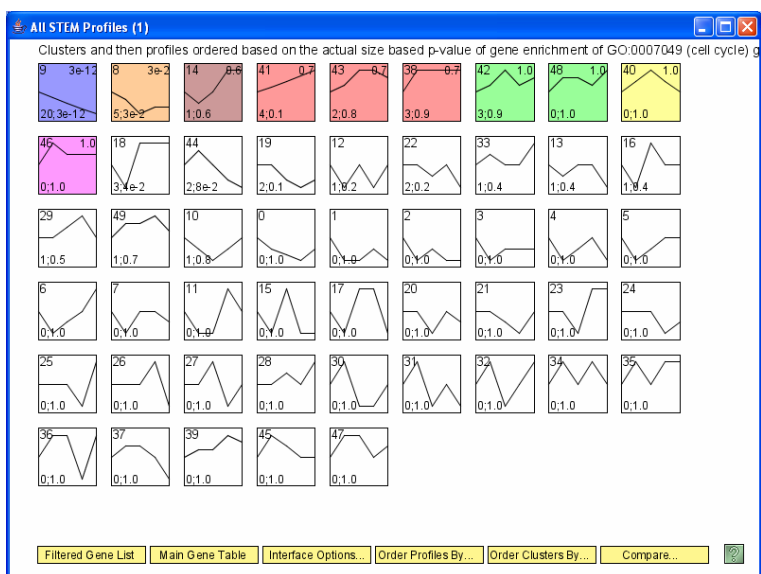 All STEM Profiles (1)
Clusters and then profiles ordered based on the actual size based p-value of gene enrichment of GO:0007049 (cell cycle) g
9 3e-12 8 3e-2 14 0.6 41 0.7 43 0.7 38 0.7 42 1.0 48 1.0 40 1.0
20;3e-12 5;3e-2 1;0.6 4;0.1 2;0.8 3;0.9 3;0.9 0;1.0 0;1.0
46 1.0 18 44 19 12 22 33 13 16
0;1.0 3;4e-2 2;8e-2 2;0.1 1;0.2 2;0.2 1;0.4 1;0.4 1;0.4
29 49 10 0 1 2 3 4 5
1;0.5 1;0.7 1;0.8 0;1.0 0;1.0 0;1.0 0;1.0 0;1.0 0;1.0
6 7 11 15 17 20 21 23 24
0;1.0 0;1.0 0;1.0 0;1.0 0;1.0 0;1.0 0;1.0 0;1.0 0;1.0
25 26 27 28 30 31 32 34 35
0;1.0 0;1.0 0;1.0 0;1.0 0;1.0 0;1.0 0;1.0 0;1.0 0;1.0
36 37 39 45 47
0;1.0 0;1.0 0;1.0 0;1.0 0;1.0
Filtered Gene List Main Gene Table Interface Options... Order Profiles By... Order Clusters By... Compare... ?